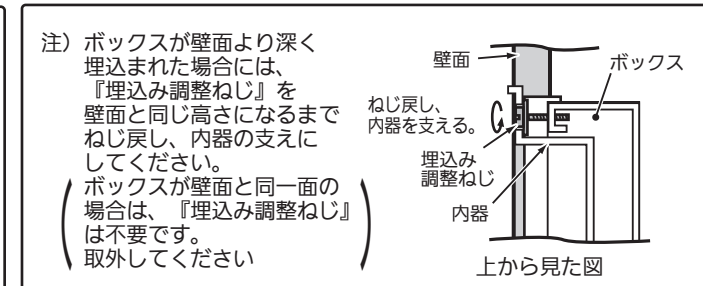 注）ボックスが壁面より深く
埋込まれた場合には、
『埋込み調整ねじ』を
壁面と同じ高さになるまで
ねじ戻し、内器の支えに
してください。
（ボックスが壁面と同一面の
場合は、『埋込み調整ねじ』
は不要です。
取外してください）
壁面
ボックス
ねじ戻し、
内器を支える。
埋込み
調整ねじ
内器
上から見た図